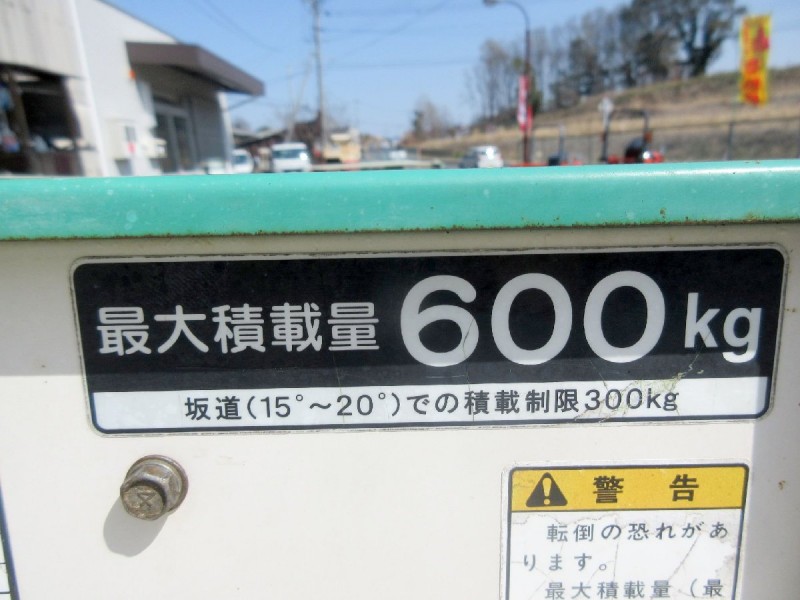 最大積載量 600kg
坂道(15°～20°)での積載制限300kg
警告
転倒の恐れがあ
ります。
最大積載量（最